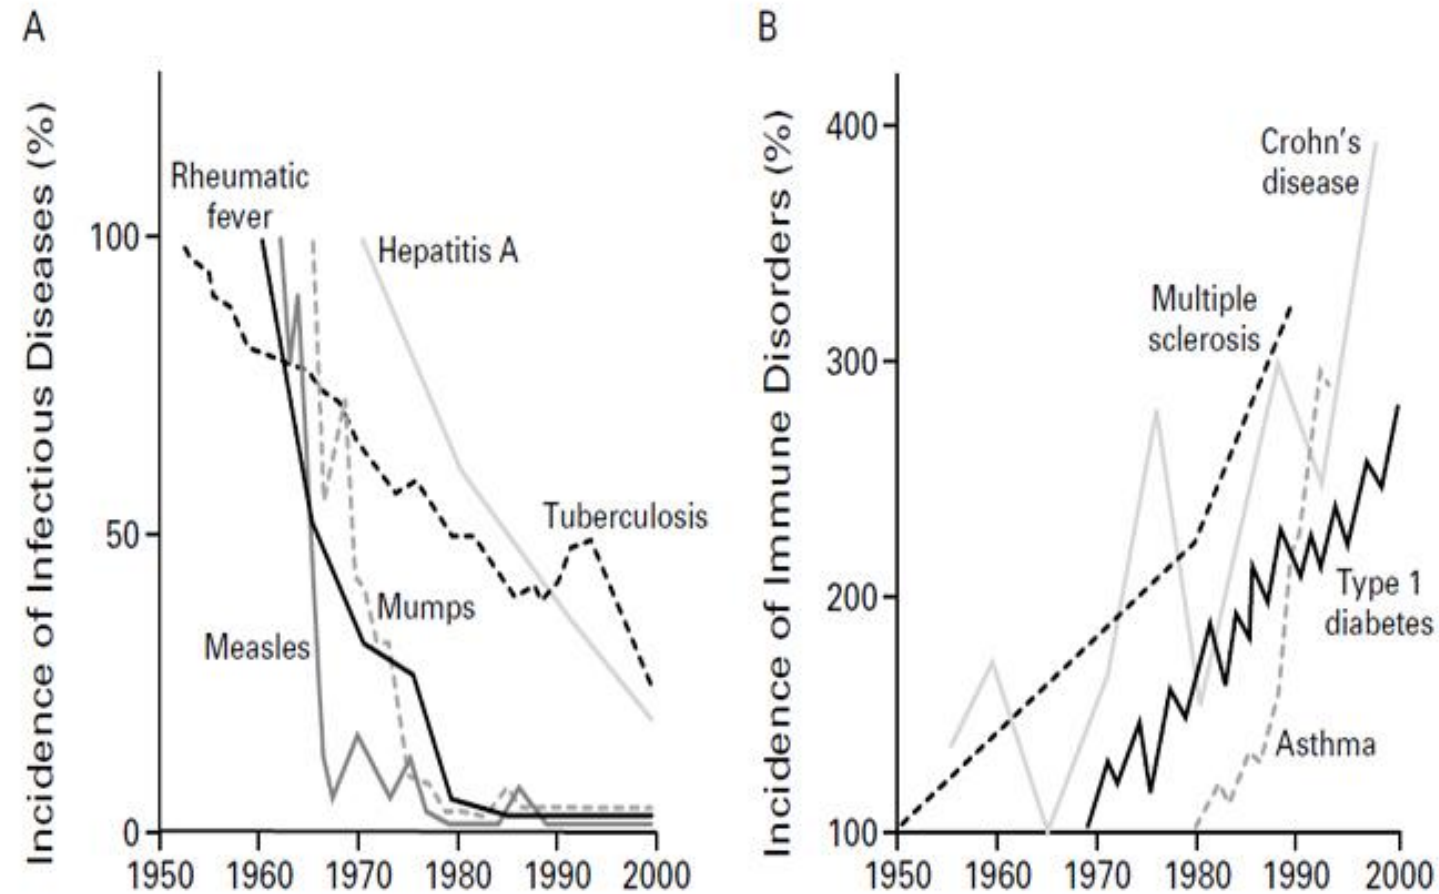 A
Incidence of Infectious Diseases (%)
100
50
0
1950 1960 1970 1980 1990 2000
Rheumatic
fever
Hepatitis A
Tuberculosis
Mumps
Measles
B
Incidence of Immune Disorders (%)
400
300
200
100
1950 1960 1970 1980 1990 2000
Crohn's
disease
Multiple
sclerosis
Type 1
diabetes
Asthma